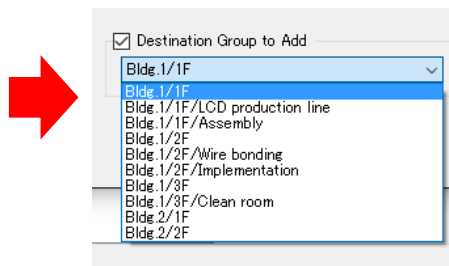 Destination Group to Add
Bldg.1/1F
Bldg.1/1F
Bldg.1/1F/LCD production line
Bldg.1/1F/Assembly
Bldg.1/2F
Bldg.1/2F/Wire bonding
Bldg.1/2F/Implementation
Bldg.1/3F
Bldg.1/3F/Clean room
Bldg.2/1F
Bldg.2/2F